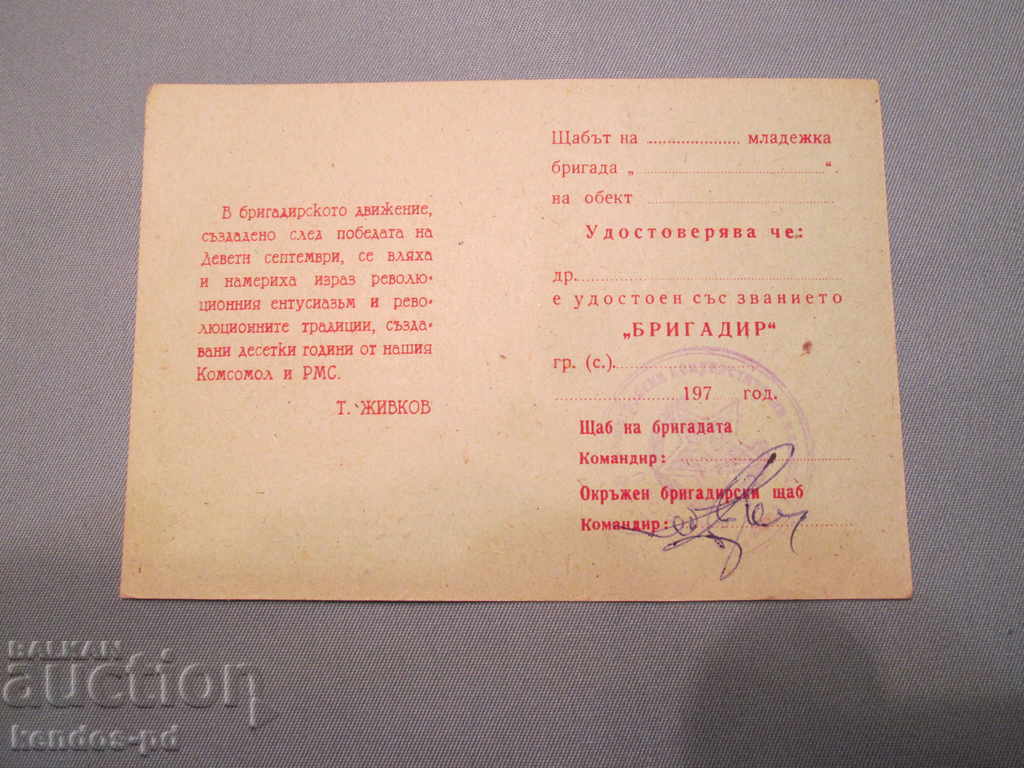 В бригадирското движение,
създадено след победата на
Девети септември, се вляха
и намериха израз револю-
ционния ентусиазъм и рево-
люционните традиции, създа-
вани десетки години от нашия
Комсомол и РМС.
Т. ЖИВКОВ
Щабът на .................... младежка
бригада „ ........................................ “.
на обект ........................................
Удостоверява че:
др. ........................................
е удостоен със званието
„БРИГАДИР“
гр. (с.) ........................................
........................................ 197 год.
Щаб на бригадата
Командир: ........................................
Окръжен бригадирски щаб
Командир: ........................................
BALKAN
auction
kendos-pd